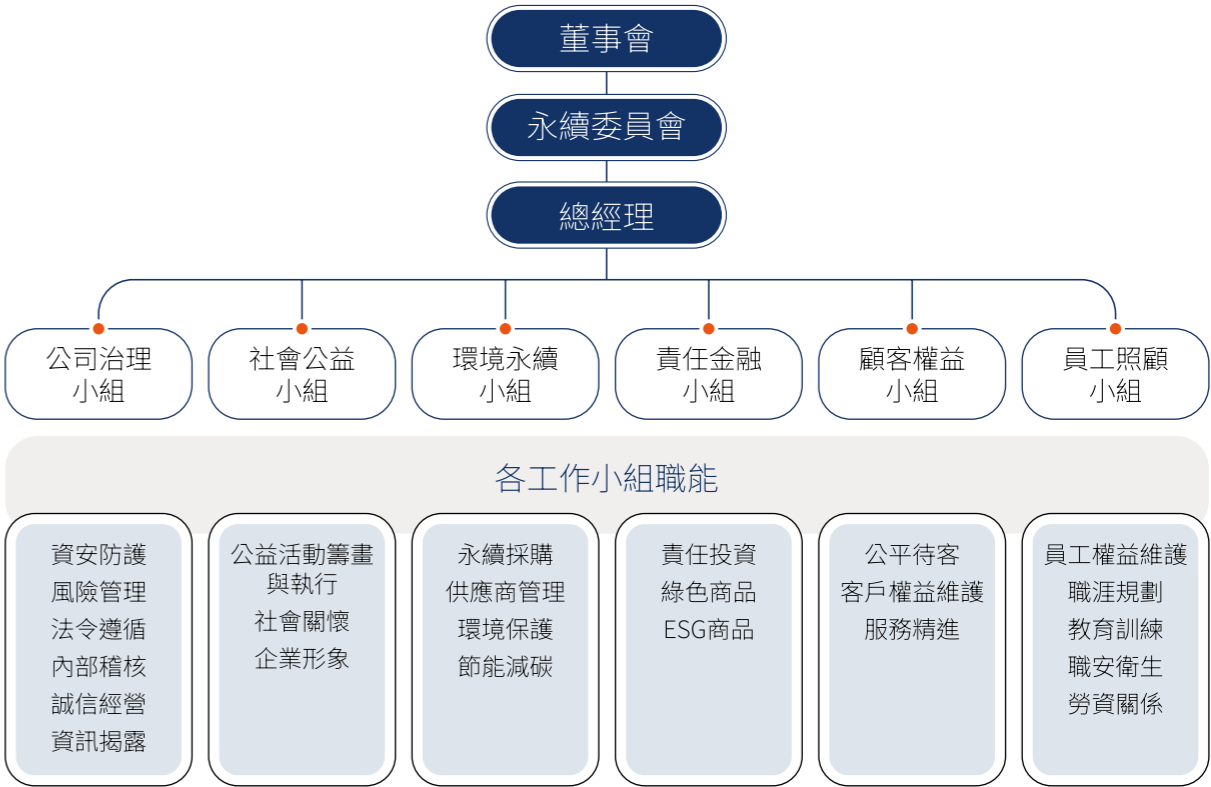 董事會
永續委員會
總經理
公司治理
小組
社會公益
小組
環境永續
小組
責任金融
小組
顧客權益
小組
員工照顧
小組
各工作小組職能
資安防護
風險管理
法令遵循
內部稽核
誠信經營
資訊揭露
公益活動籌畫
與執行
社會關懷
企業形象
永續採購
供應商管理
環境保護
節能減碳
責任投資
綠色商品
ESG商品
公平待客
客戶權益維護
服務精進
員工權益維護
職涯規劃
教育訓練
職安衛生
勞資關係